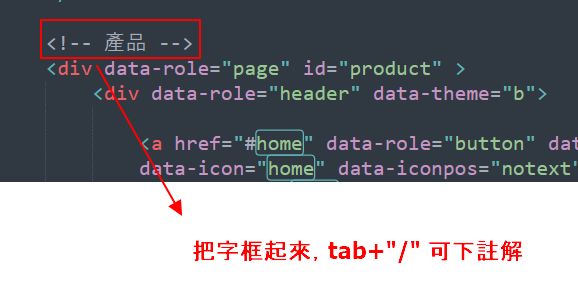 <!-- 產品 -->
<div data-role="page" id="product" >
<div data-role="header" data-theme="b">
<a href="#home" data-role="button" dat
data-icon="home" data-iconpos="notext"
把字框起來, tab+"/" 可下註解